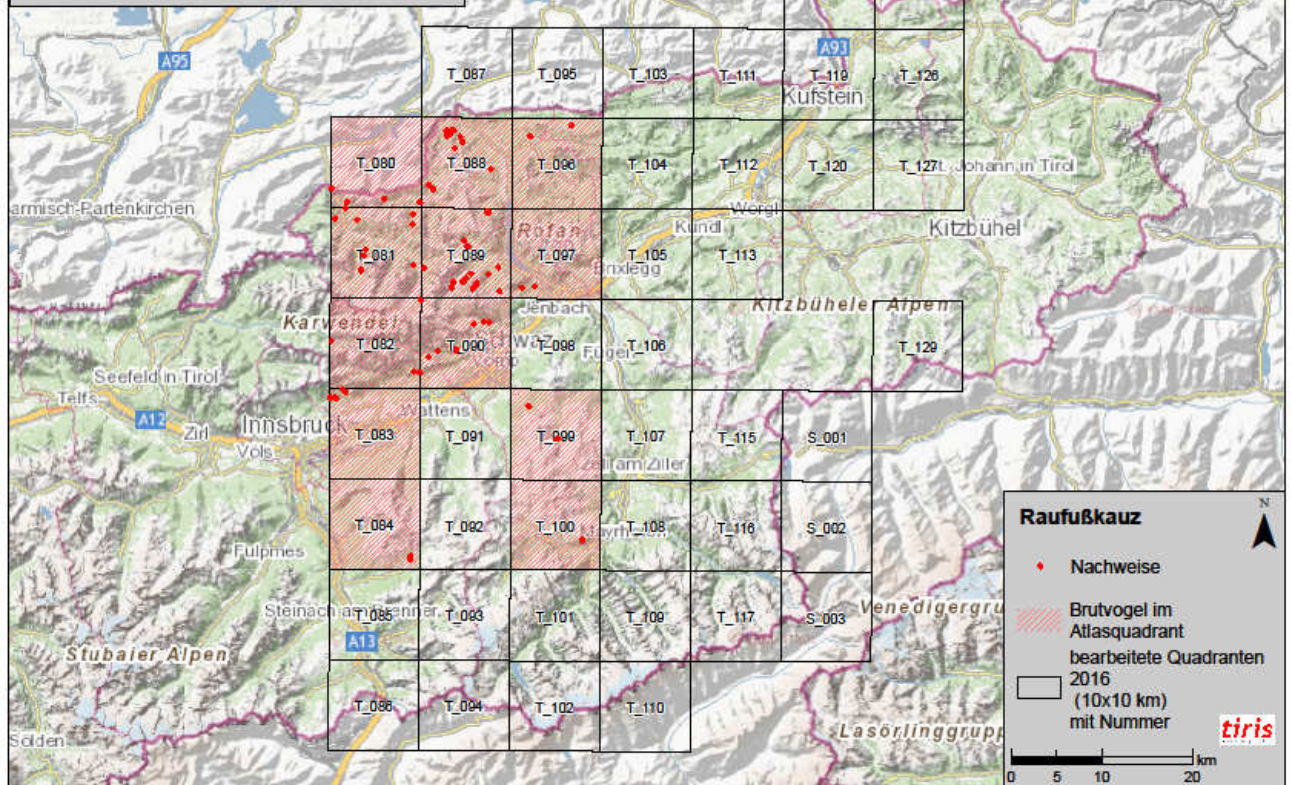 A95
A93
T_087
T_095
T_103
T_111
T_119
T_126
Kufstein
T_080
T_088
T_096
T_104
T_112
T_120
T_127
t. Johann in Tirol
armisch-Partenkirchen
Wörgl
Kundl
Kitzbühel
Rofan
T_081
T_089
T_097
T_105
T_113
Brixlegg
Jenbach
Kitzbüheler Alpen
Karwendel
T_082
T_090
T_098
T_106
T_129
Fügen
Seefeld in Tirol
Telfs
A12
Zirl
Innsbruck
Völs
Wattens
T_083
T_091
T_099
T_107
T_115
S_001
Zell am Ziller
T_084
T_092
T_100
T_108
T_116
S_002
Fulpmes
Steinach am Brenner
T_085
T_093
T_101
T_109
T_117
S_003
Venedigergru
A13
Stubaier Alpen
T_086
T_094
T_102
T_110
Sölden
Lasörlinggrupp
Raufußkauz
N
Nachweise
Brutvogel im
Atlasquadrant
bearbeitete Quadranten
2016
(10x10 km)
mit Nummer
tiris
km
0 5 10 20